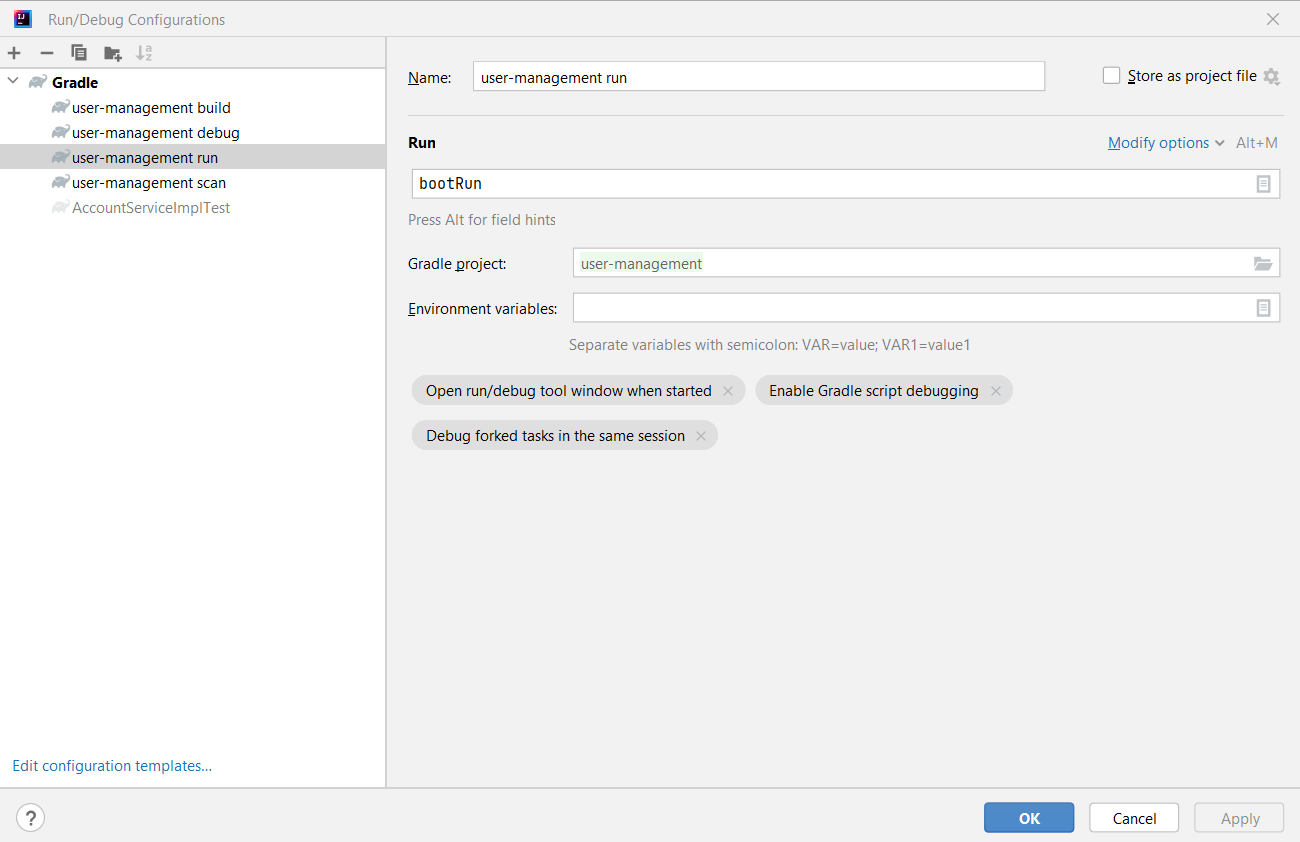 Run/Debug Configurations
Gradle
user-management build
user-management debug
user-management run
user-management scan
AccountServiceImplTest
Edit configuration templates...
Name: user-management run Store as project file
Run Modify options Alt+M
bootRun
Press Alt for field hints
Gradle project: user-management
Environment variables:
Separate variables with semicolon: VAR=value; VAR1=value1
Open run/debug tool window when started Enable Gradle script debugging
Debug forked tasks in the same session
? OK Cancel Apply